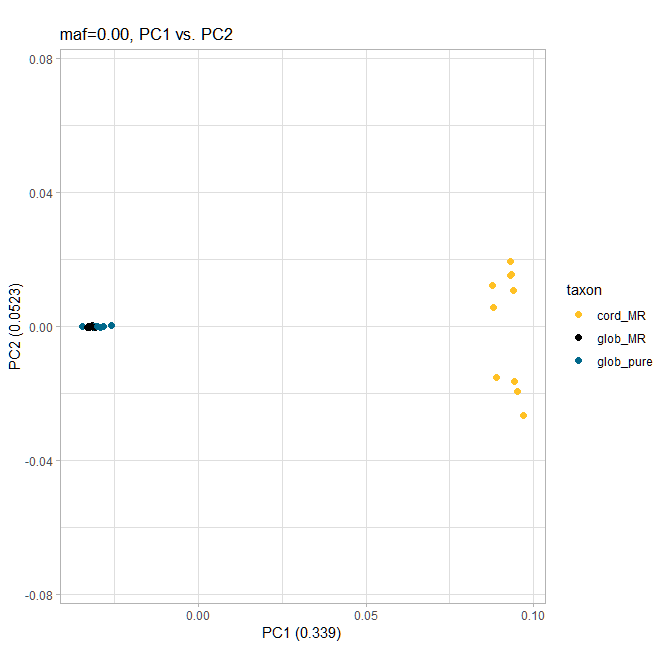 maf=0.00, PC1 vs. PC2
0.08
0.04
0.00
-0.04
-0.08
PC2 (0.0523)
0.00
0.05
0.10
PC1 (0.339)
taxon
cord_MR
glob_MR
glob_pure